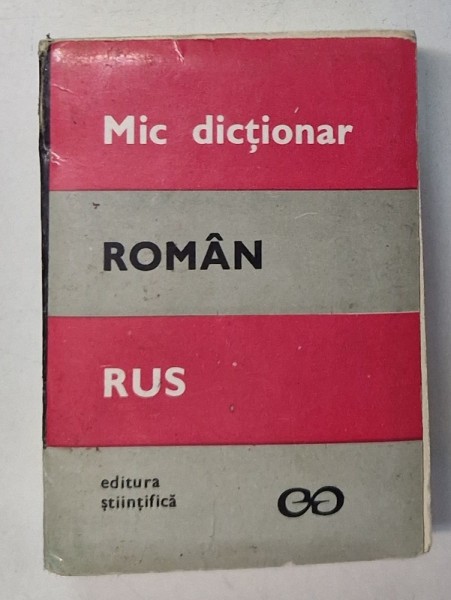 Mic dicționar
ROMÂN
RUS
editura
științifică